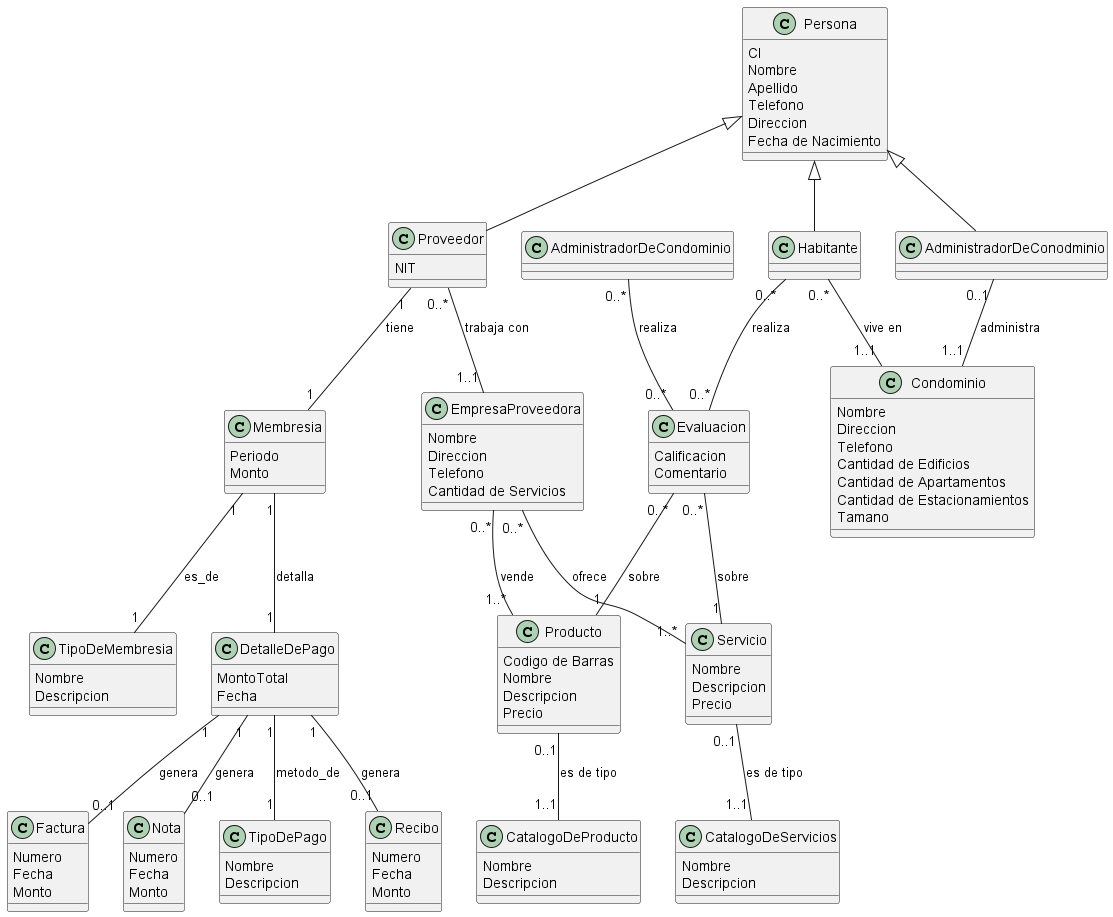 C Persona
CI
Nombre
Apellido
Telefono
Direccion
Fecha de Nacimiento
C Proveedor
NIT
C AdministradorDeCondominio
C Habitante
C AdministradorDeConodminio
1
0..*
0..*
0..*
0..*
0..1
tiene
trabaja con
realiza
realiza
vive en
administra
1
1..1
0..*
0..*
1..1
1..1
C Membresia
Periodo
Monto
C EmpresaProveedora
Nombre
Direccion
Telefono
Cantidad de Servicios
C Evaluacion
Calificacion
Comentario
C Condominio
Nombre
Direccion
Telefono
Cantidad de Edificios
Cantidad de Apartamentos
Cantidad de Estacionamientos
Tamano
1
1
0..*
0..*
0..*
0..*
es_de
detalla
vende
ofrece
sobre
sobre
1
1
1..*
1
1..*
1
C TipoDeMembresia
Nombre
Descripcion
C DetalleDePago
MontoTotal
Fecha
C Producto
Codigo de Barras
Nombre
Descripcion
Precio
C Servicio
Nombre
Descripcion
Precio
1
1
1
1
0..1
0..1
genera
genera
metodo_de
genera
es de tipo
es de tipo
0..1
0..1
1
0..1
1..1
1..1
C Factura
Numero
Fecha
Monto
C Nota
Numero
Fecha
Monto
C TipoDePago
Nombre
Descripcion
C Recibo
Numero
Fecha
Monto
C CatalogoDeProducto
Nombre
Descripcion
C CatalogoDeServicios
Nombre
Descripcion